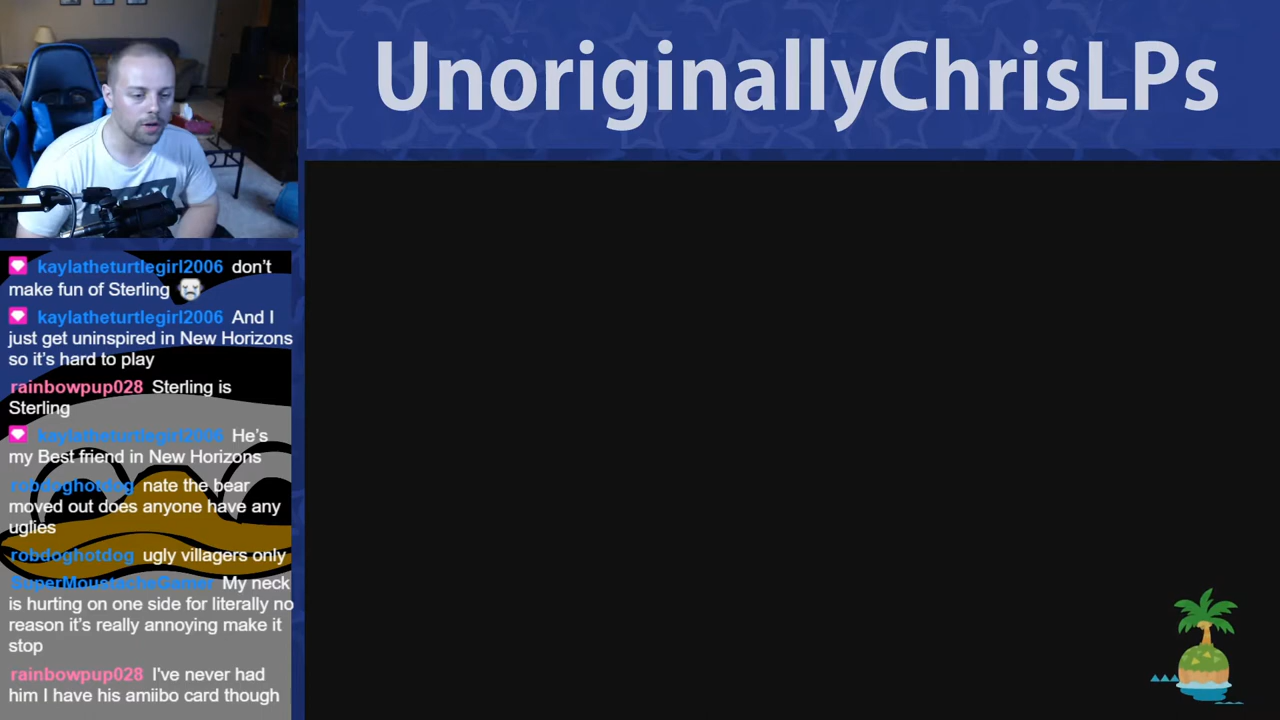 UnoriginallyChrisLPs
kaylatheturtlegirl2006 don't
make fun of Sterling
kaylatheturtlegirl2006 And I
just get uninspired in New Horizons
so it's hard to play
rainbowpup028 Sterling is
Sterling
kaylatheturtlegirl2006 He's
my Best friend in New Horizons
robdoghotdog nate the bear
moved out does anyone have any
uglies
robdoghotdog ugly villagers only
SuperMoustacheGamer My neck
is hurting on one side for literally no
reason it's really annoying make it
stop
rainbowpup028 I've never had
him I have his amiibo card though